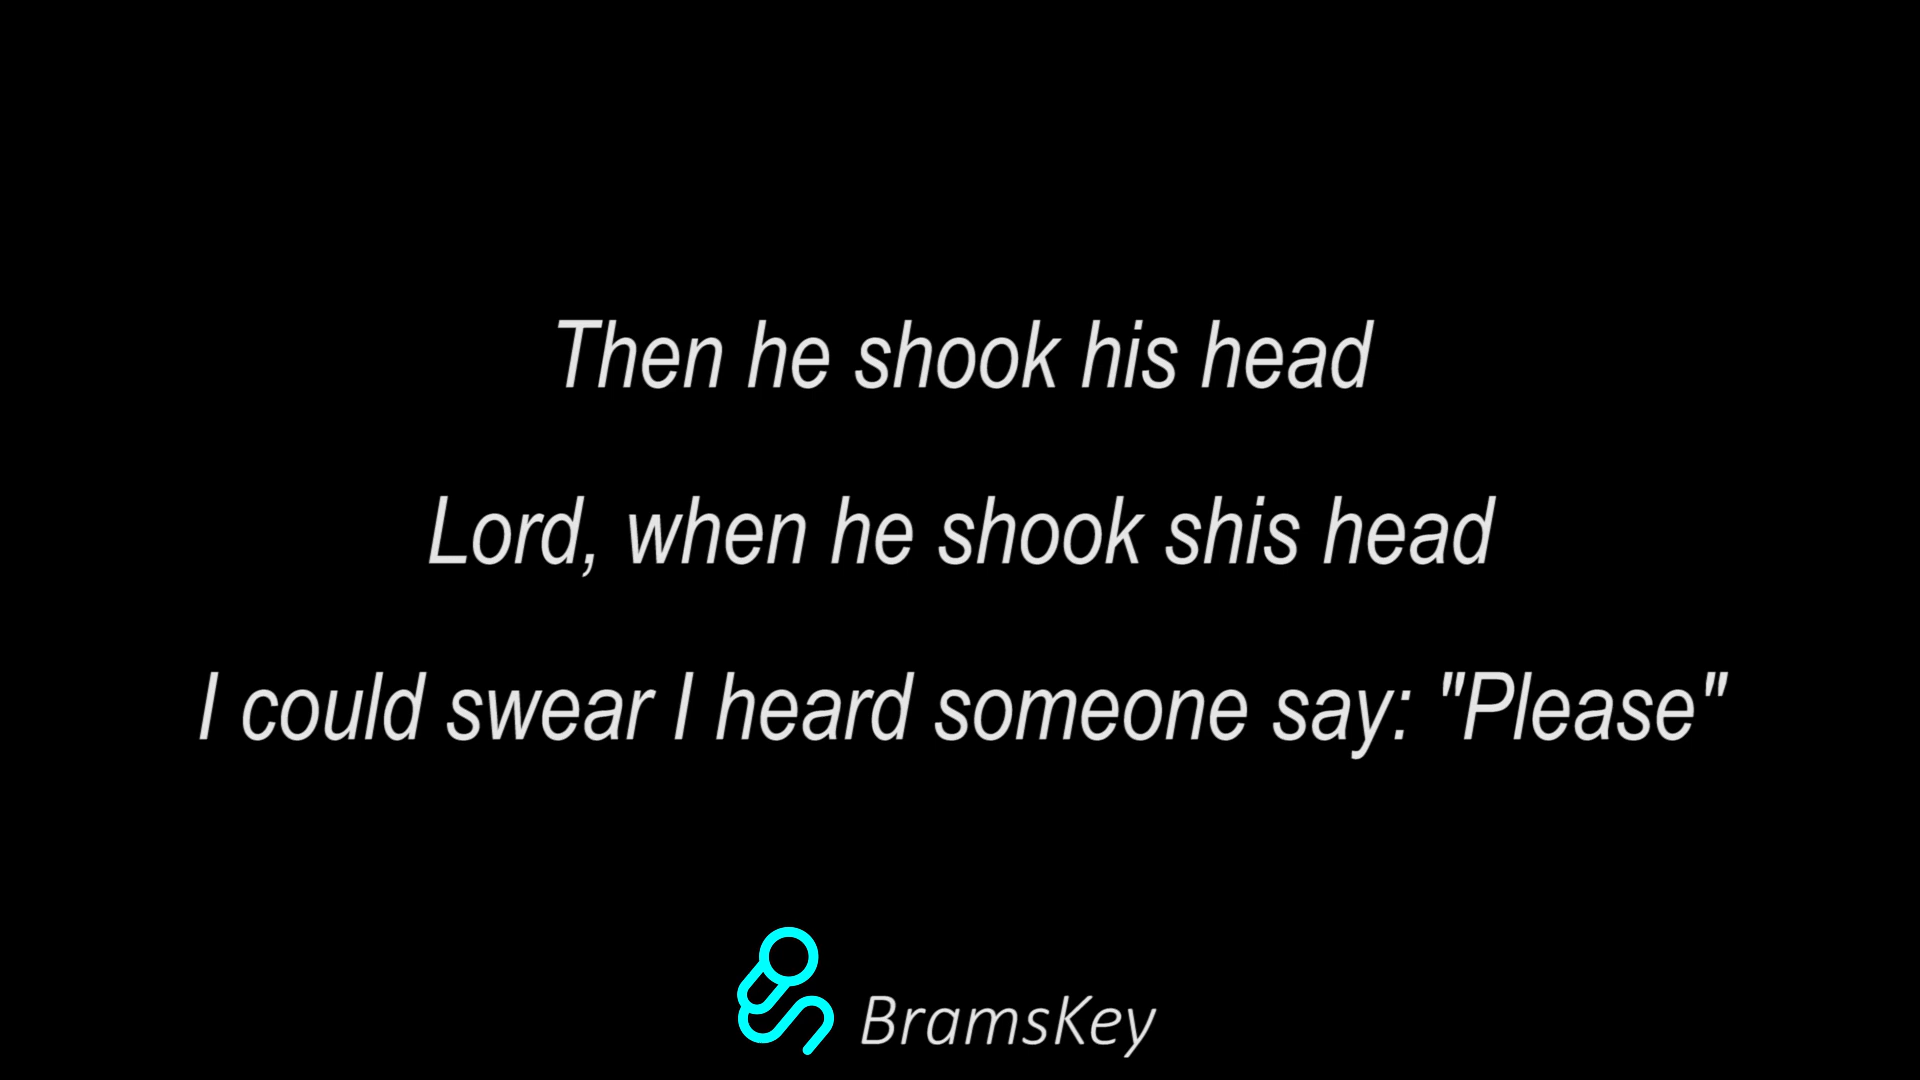 Then he shook his head
Lord, when he shook shis head
I could swear I heard someone say: "Please"
BramsKey